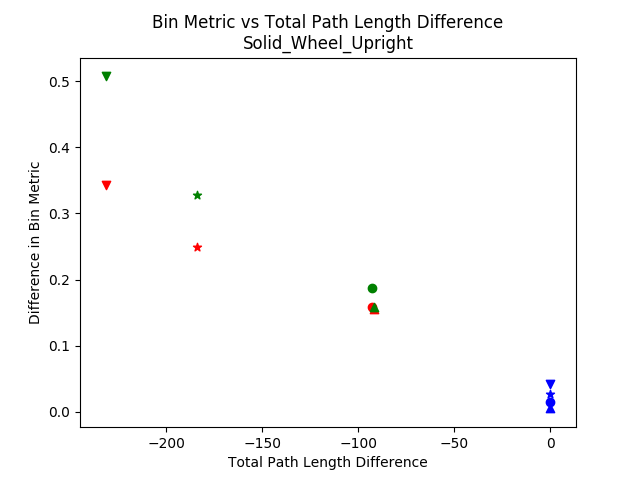 Bin Metric vs Total Path Length Difference
Solid_Wheel_Upright
Difference in Bin Metric
0.5
0.4
0.3
0.2
0.1
0.0
−200
−150
−100
−50
0
Total Path Length Difference